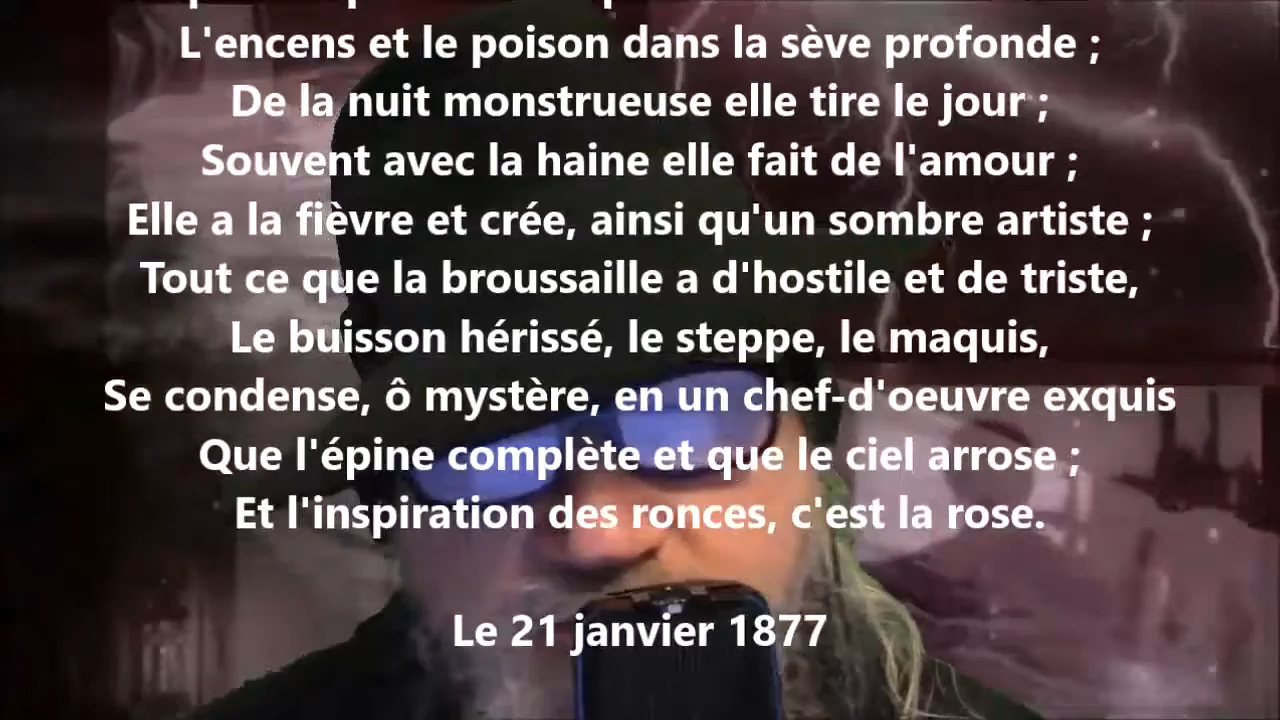 L'encens et le poison dans la sève profonde ;
De la nuit monstrueuse elle tire le jour ;
Souvent avec la haine elle fait de l'amour ;
Elle a la fièvre et crée, ainsi qu'un sombre artiste ;
Tout ce que la broussaille a d'hostile et de triste,
Le buisson hérissé, le steppe, le maquis,
Se condense, ô mystère, en un chef-d'oeuvre exquis
Que l'épine complète et que le ciel arrose ;
Et l'inspiration des ronces, c'est la rose.
Le 21 janvier 1877